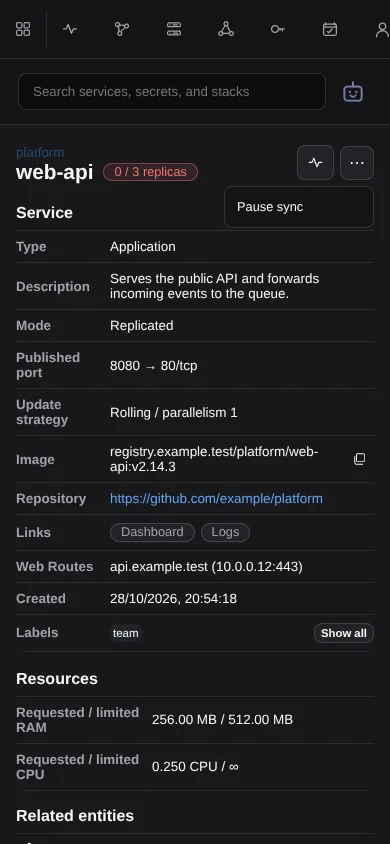 Search services, secrets, and stacks
platform
web-api 0 / 3 replicas
Pause sync
Service
Type Application
Description Serves the public API and forwards
incoming events to the queue.
Mode Replicated
Published
port 8080 → 80/tcp
Update
strategy Rolling / parallelism 1
Image registry.example.test/platform/web-
api:v2.14.3
Repository https://github.com/example/platform
Links Dashboard Logs
Web Routes api.example.test (10.0.0.12:443)
Created 28/10/2026, 20:54:18
Labels team Show all
Resources
Requested / limited
RAM 256.00 MB / 512.00 MB
Requested / limited
CPU 0.250 CPU / ∞
Related entities